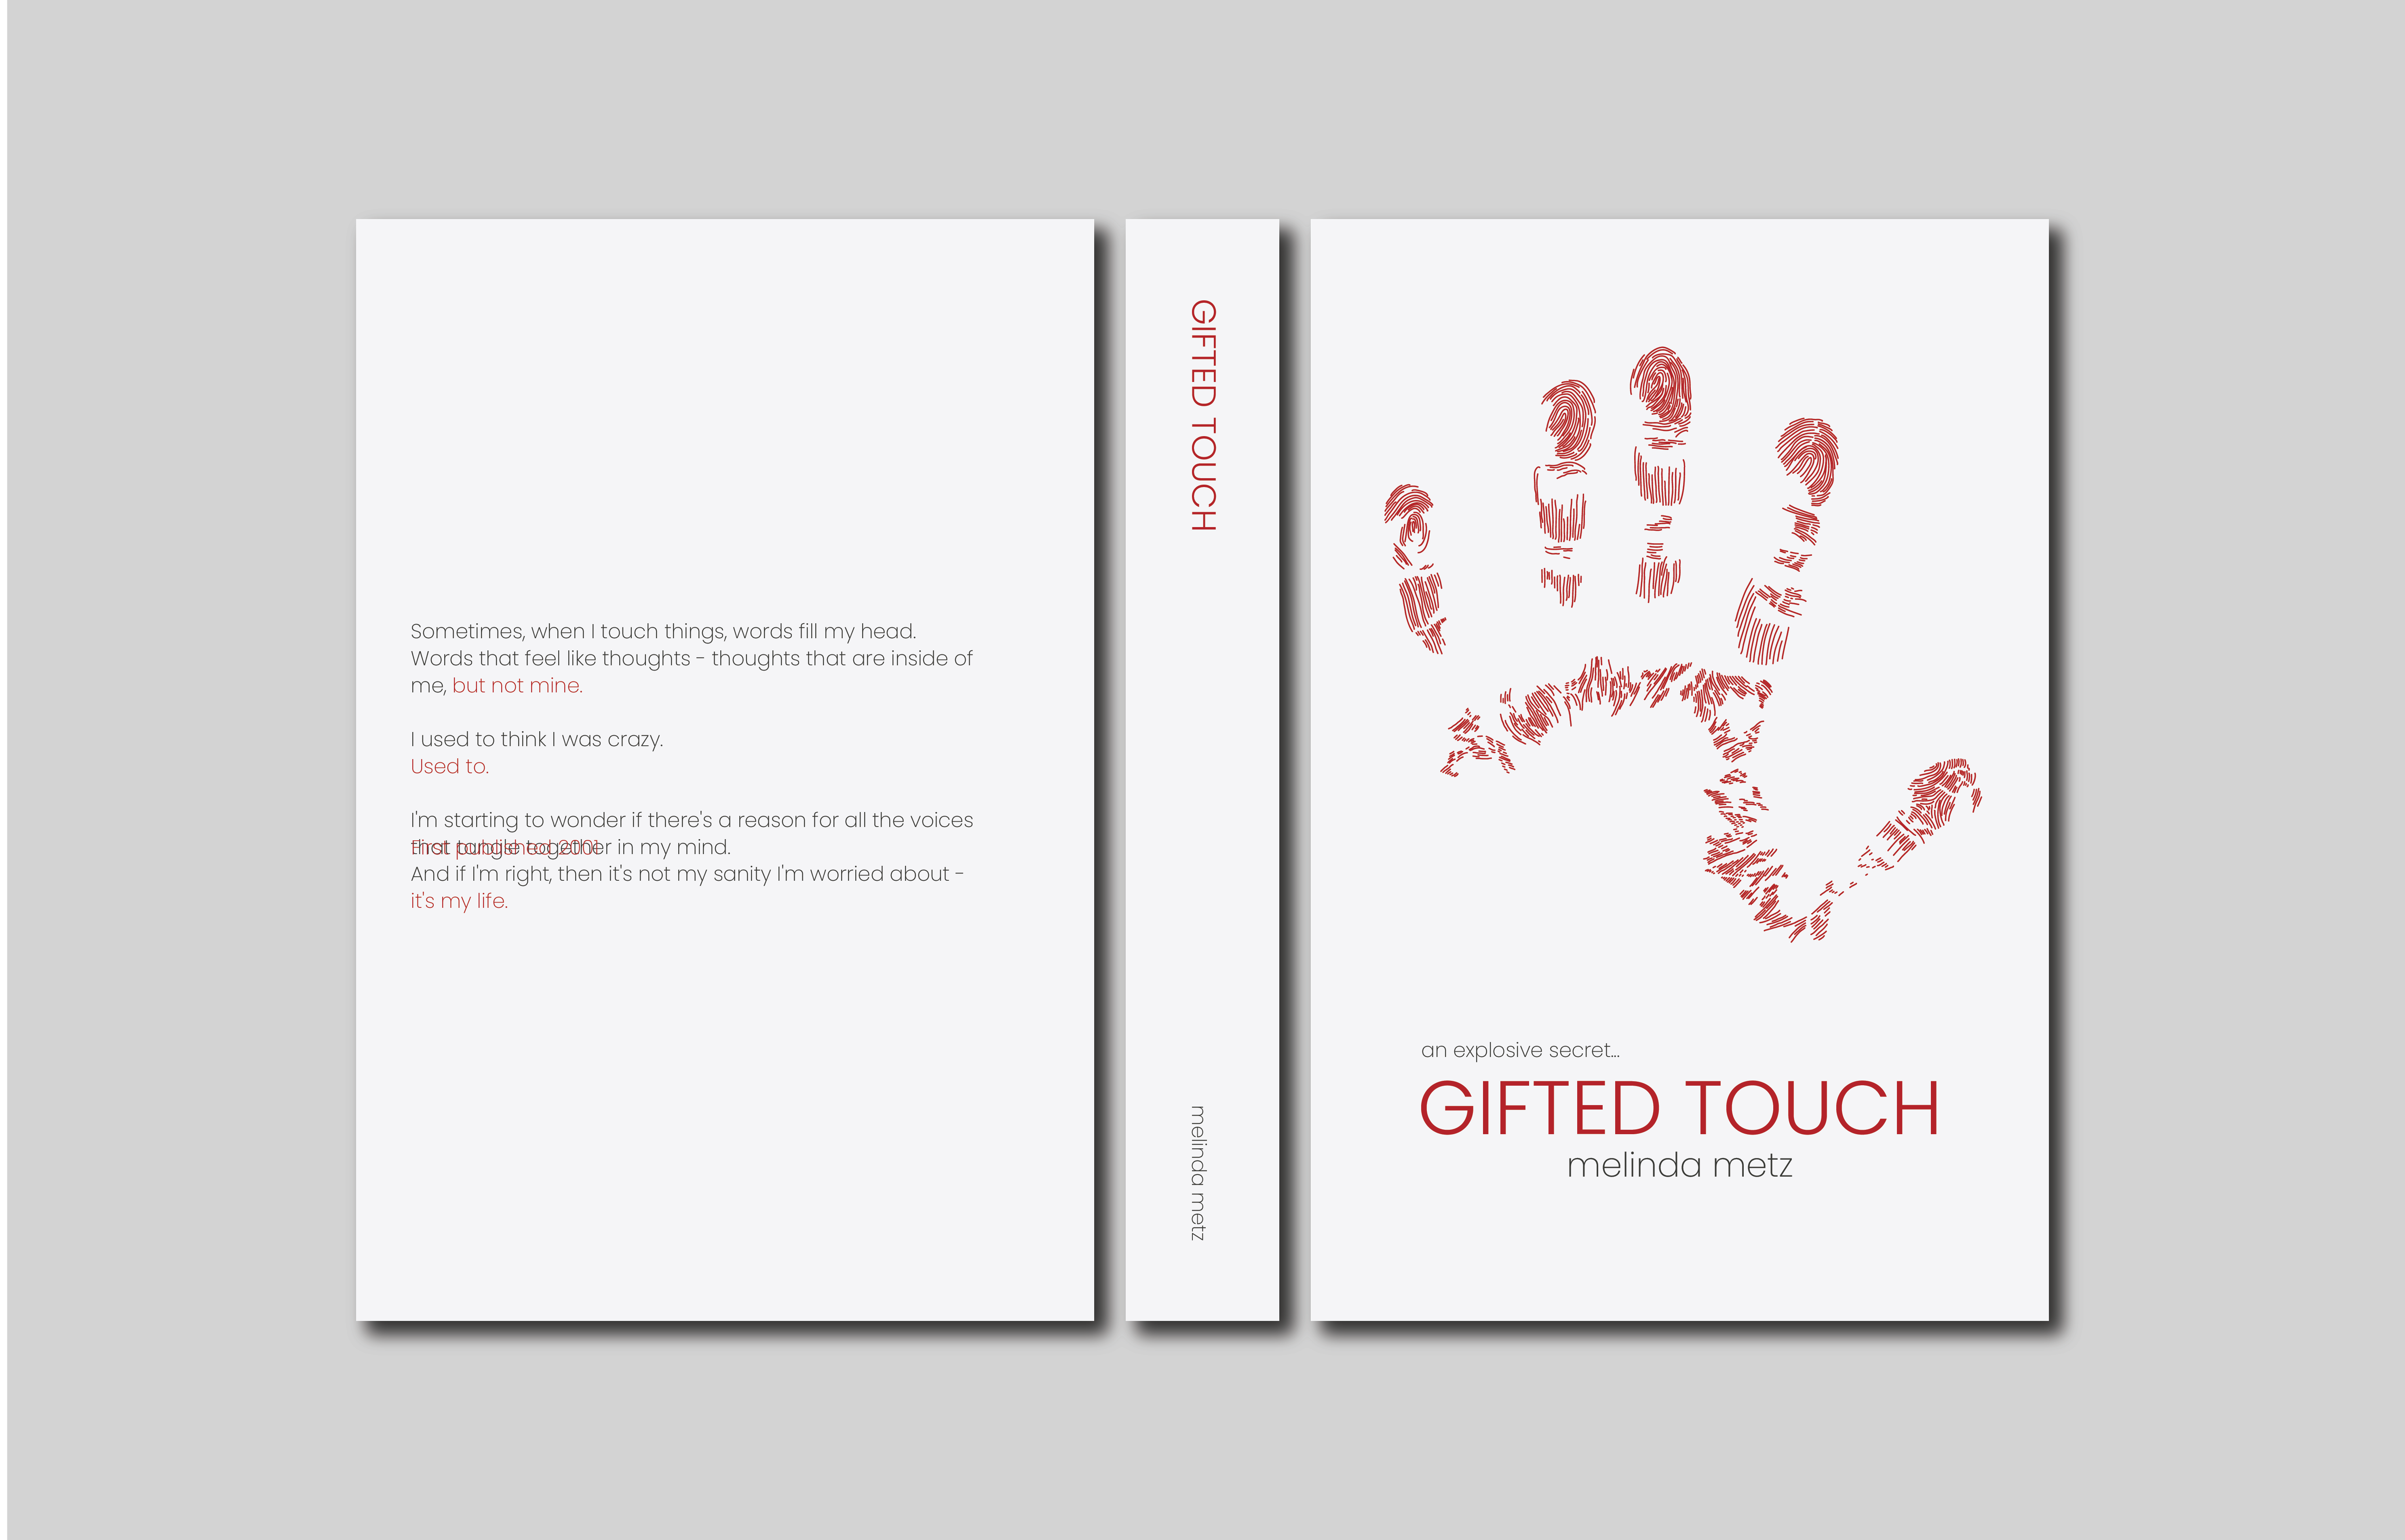 Sometimes, when I touch things, words fill my head.
Words that feel like thoughts - thoughts that are inside of
me, but not mine.
I used to think I was crazy.
Used to.
I'm starting to wonder if there's a reason for all the voices
that tangle together in my mind.
First published 2001
And if I'm right, then it's not my sanity I'm worried about -
it's my life.
GIFTED TOUCH
melinda metz
an explosive secret...
GIFTED TOUCH
melinda metz